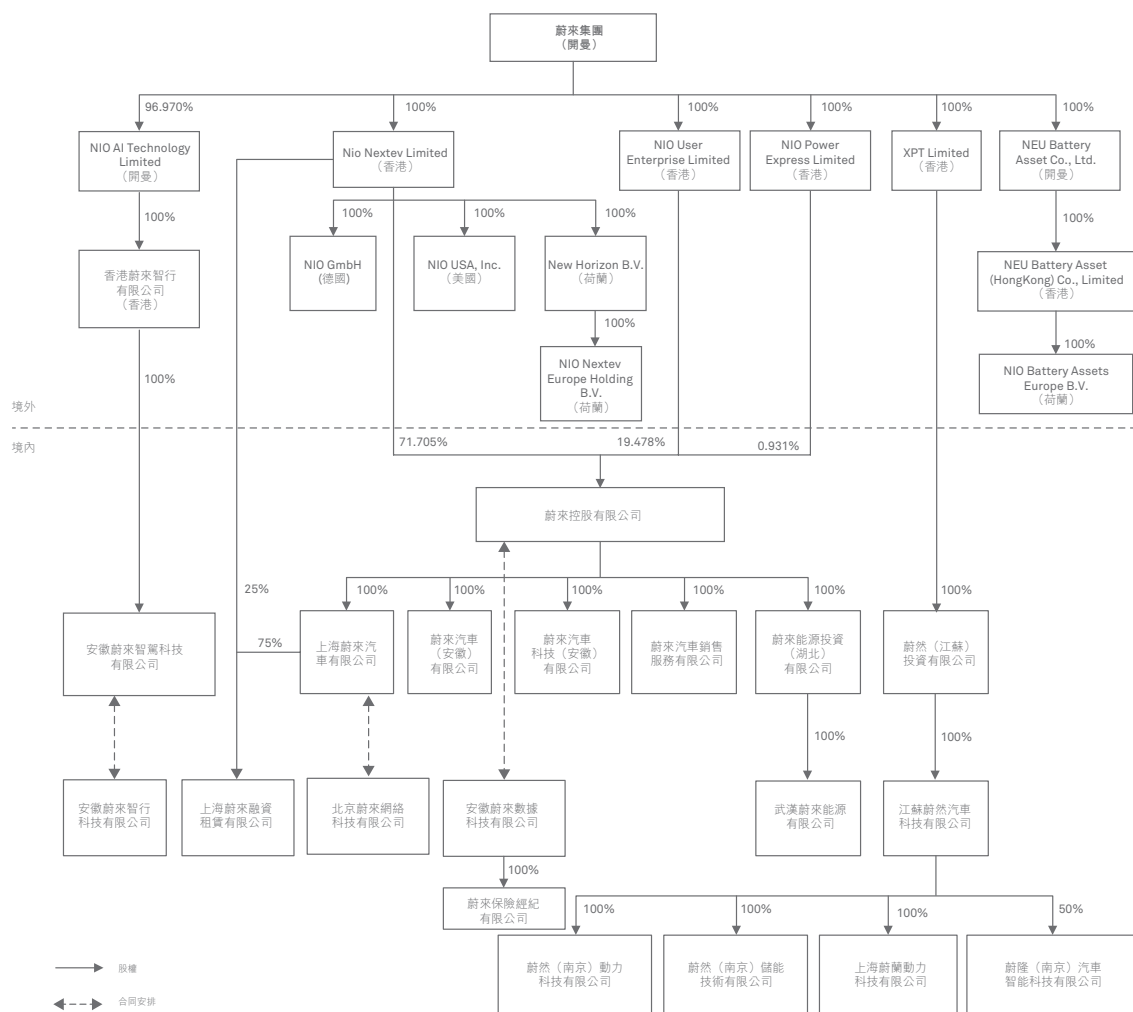 蔚來集團
（開曼）
96.970%
100%
100%
100%
100%
100%
NIO AI Technology
Limited
（開曼）
Nio Nextev Limited
（香港）
NIO User
Enterprise Limited
（香港）
NIO Power
Express Limited
（香港）
XPT Limited
（香港）
NEU Battery
Asset Co., Ltd.
（開曼）
100%
100%
100%
100%
100%
香港蔚來智行
有限公司
（香港）
NIO GmbH
(德國)
NIO USA, Inc.
（美國）
New Horizon B.V.
（荷蘭）
NEU Battery Asset
(HongKong) Co., Limited
（香港）
100%
100%
100%
NIO Nextev
Europe Holding
B.V.
（荷蘭）
NIO Battery Assets
Europe B.V.
（荷蘭）
境外
境內
71.705%
19.478%
0.931%
蔚來控股有限公司
25%
100%
100%
100%
100%
100%
100%
75%
安徽蔚來智駕科技
有限公司
上海蔚來汽
車有限公司
蔚來汽車
（安徽）
有限公司
蔚來汽車
科技（安徽）
有限公司
蔚來汽車銷售
服務有限公司
蔚來能源投資
（湖北）
有限公司
蔚然（江蘇）
投資有限公司
100%
100%
安徽蔚來智行
科技有限公司
上海蔚來融資
租賃有限公司
北京蔚來網絡
科技有限公司
安徽蔚來數據
科技有限公司
武漢蔚來能源
有限公司
江蘇蔚然汽車
科技有限公司
100%
蔚來保險經紀
有限公司
100%
100%
100%
50%
蔚然（南京）動力
科技有限公司
蔚然（南京）儲能
技術有限公司
上海蔚蘭動力
科技有限公司
蔚隆（南京）汽車
智能科技有限公司
股權
合同安排